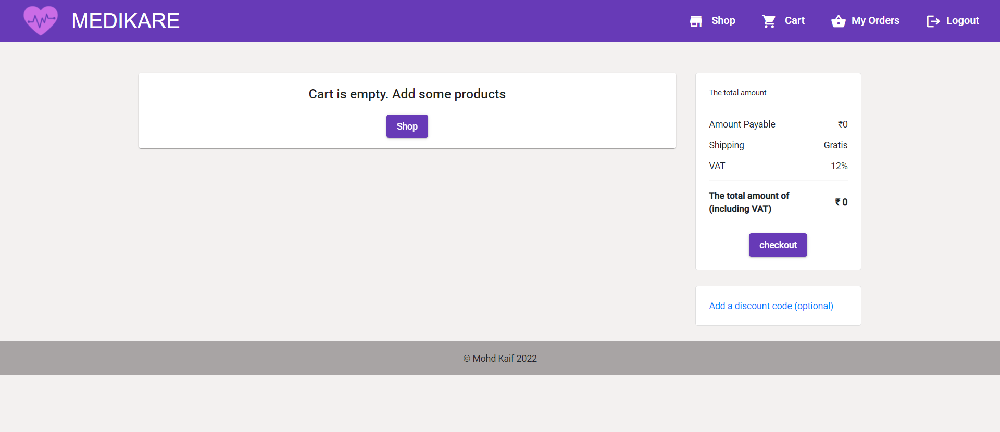 MEDIKARE
Shop
Cart
My Orders
Logout
Cart is empty. Add some products
Shop
The total amount
Amount Payable ₹0
Shipping Gratis
VAT 12%
The total amount of
(including VAT)
₹ 0
checkout
Add a discount code (optional)
© Mohd Kaif 2022